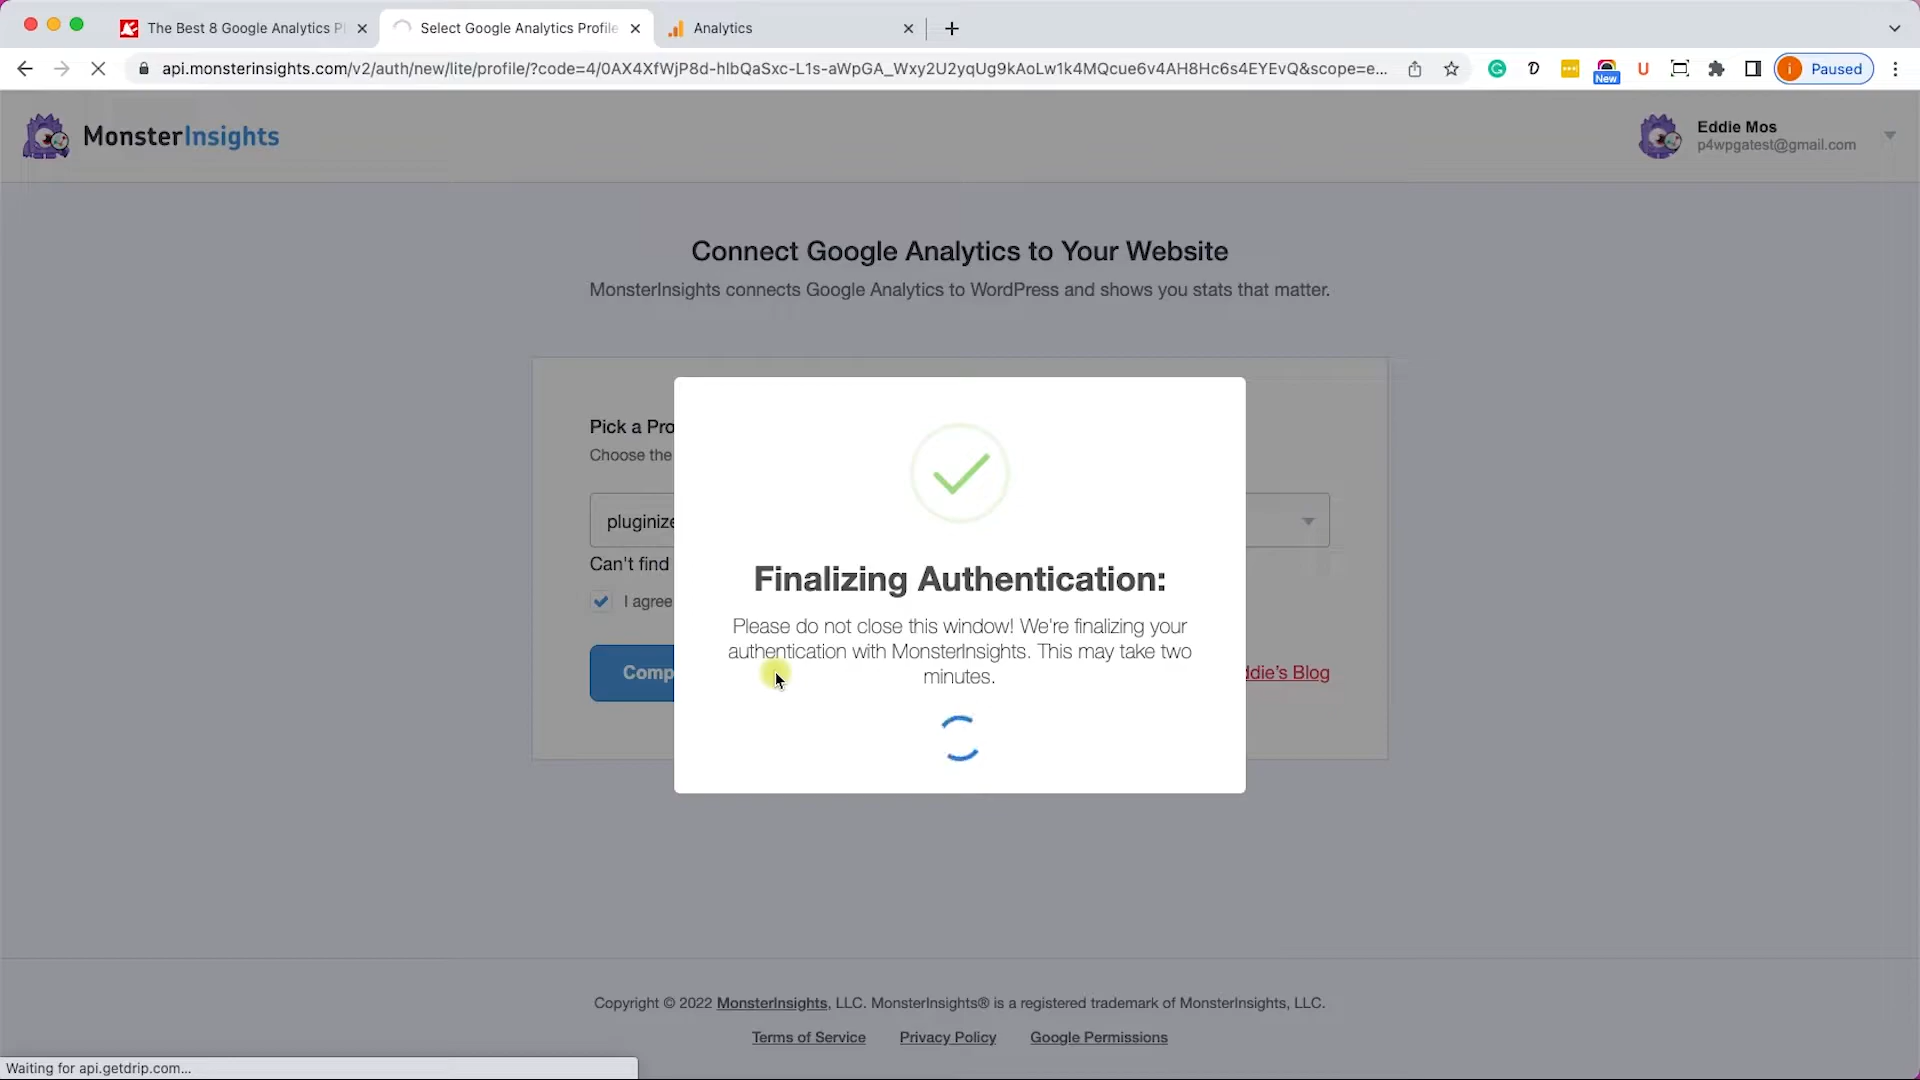 The Best 8 Google Analytics Pl
Select Google Analytics Profile
Analytics
api.monsterinsights.com/v2/auth/new/lite/profile/?code=4/0AX4XfWjP8d-hlbQaSxc-L1s-aWpGA_Wxy2U2yqUg9kAoLw1k4MQcue6v4AH8Hc6s4EYEvQ&scope=e...
New
U
i Paused
MonsterInsights
Eddie Mos
p4wpgatest@gmail.com
Connect Google Analytics to Your Website
MonsterInsights connects Google Analytics to WordPress and shows you stats that matter.
Pick a Pro
Choose the
pluginize
Can't find
I agree
Comp
ddie's Blog
Finalizing Authentication:
Please do not close this window! We're finalizing your
authentication with MonsterInsights. This may take two
minutes.
Copyright © 2022 MonsterInsights, LLC. MonsterInsights® is a registered trademark of MonsterInsights, LLC.
Terms of Service Privacy Policy Google Permissions
Waiting for api.getdrip.com...